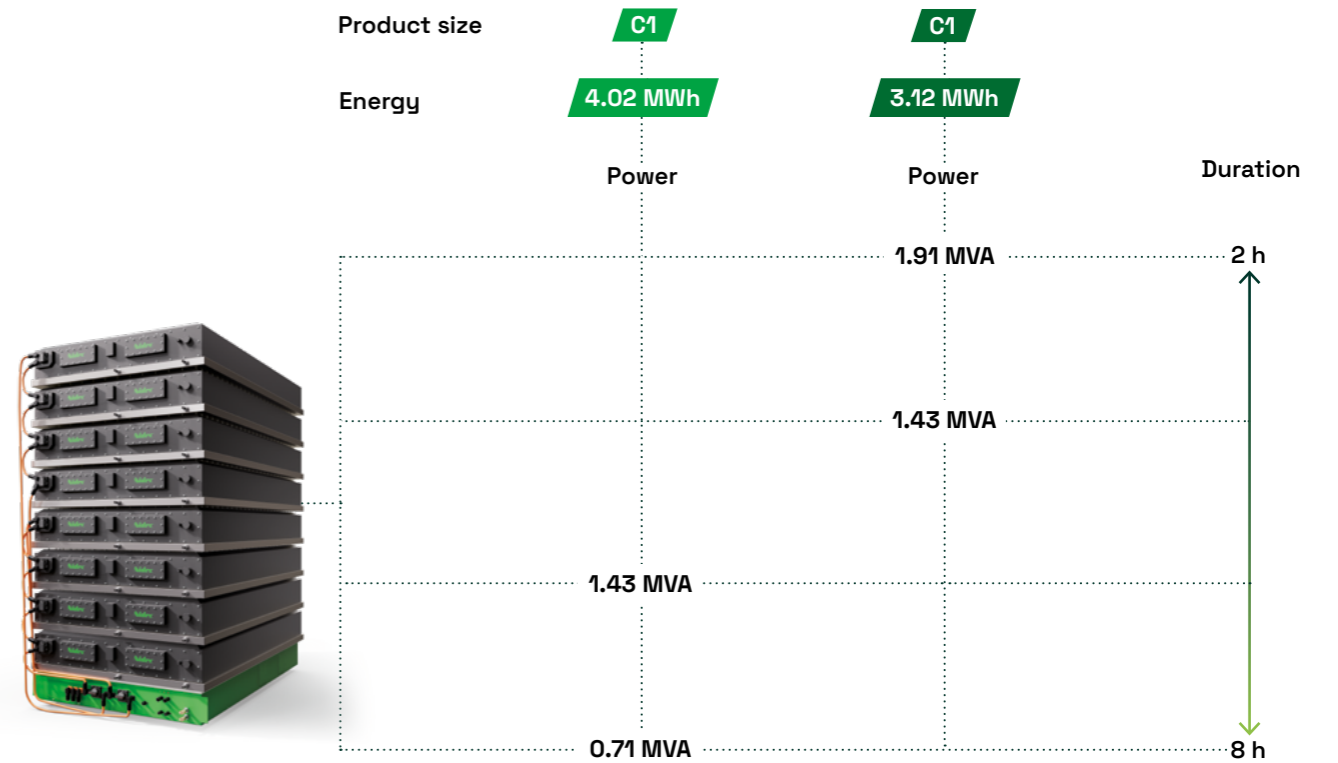 Product size C1 C1
Energy 4.02 MWh 3.12 MWh
Power Power Duration
1.91 MVA 2 h
1.43 MVA
1.43 MVA
0.71 MVA 8 h